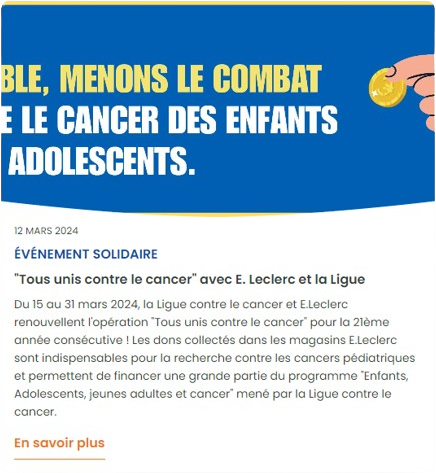 BLE, MENONS LE COMBAT
E LE CANCER DES ENFANTS
ADOLESCENTS.
12 MARS 2024
ÉVÉNEMENT SOLIDAIRE
"Tous unis contre le cancer" avec E. Leclerc et la Ligue
Du 15 au 31 mars 2024, la Ligue contre le cancer et E.Leclerc
renouvellent l'opération "Tous unis contre le cancer" pour la 21ème
année consécutive ! Les dons collectés dans les magasins E.Leclerc
sont indispensables pour la recherche contre les cancers pédiatriques
et permettent de financer une grande partie du programme "Enfants,
Adolescents, jeunes adultes et cancer" mené par la Ligue contre le
cancer.
En savoir plus